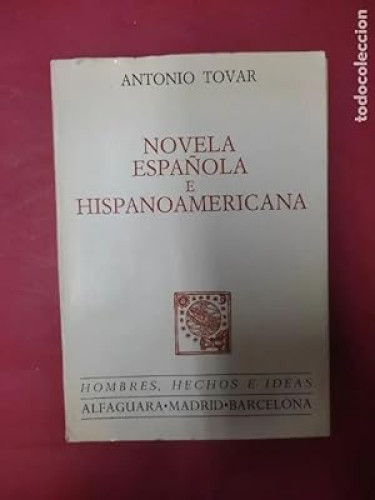 ANTONIO TOVAR
NOVELA
ESPAÑOLA
E
HISPANOAMERICANA
HOMBRES, HECHOS E IDEAS
ALFAGUARA•MADRID•BARCELONA
todocoleccion